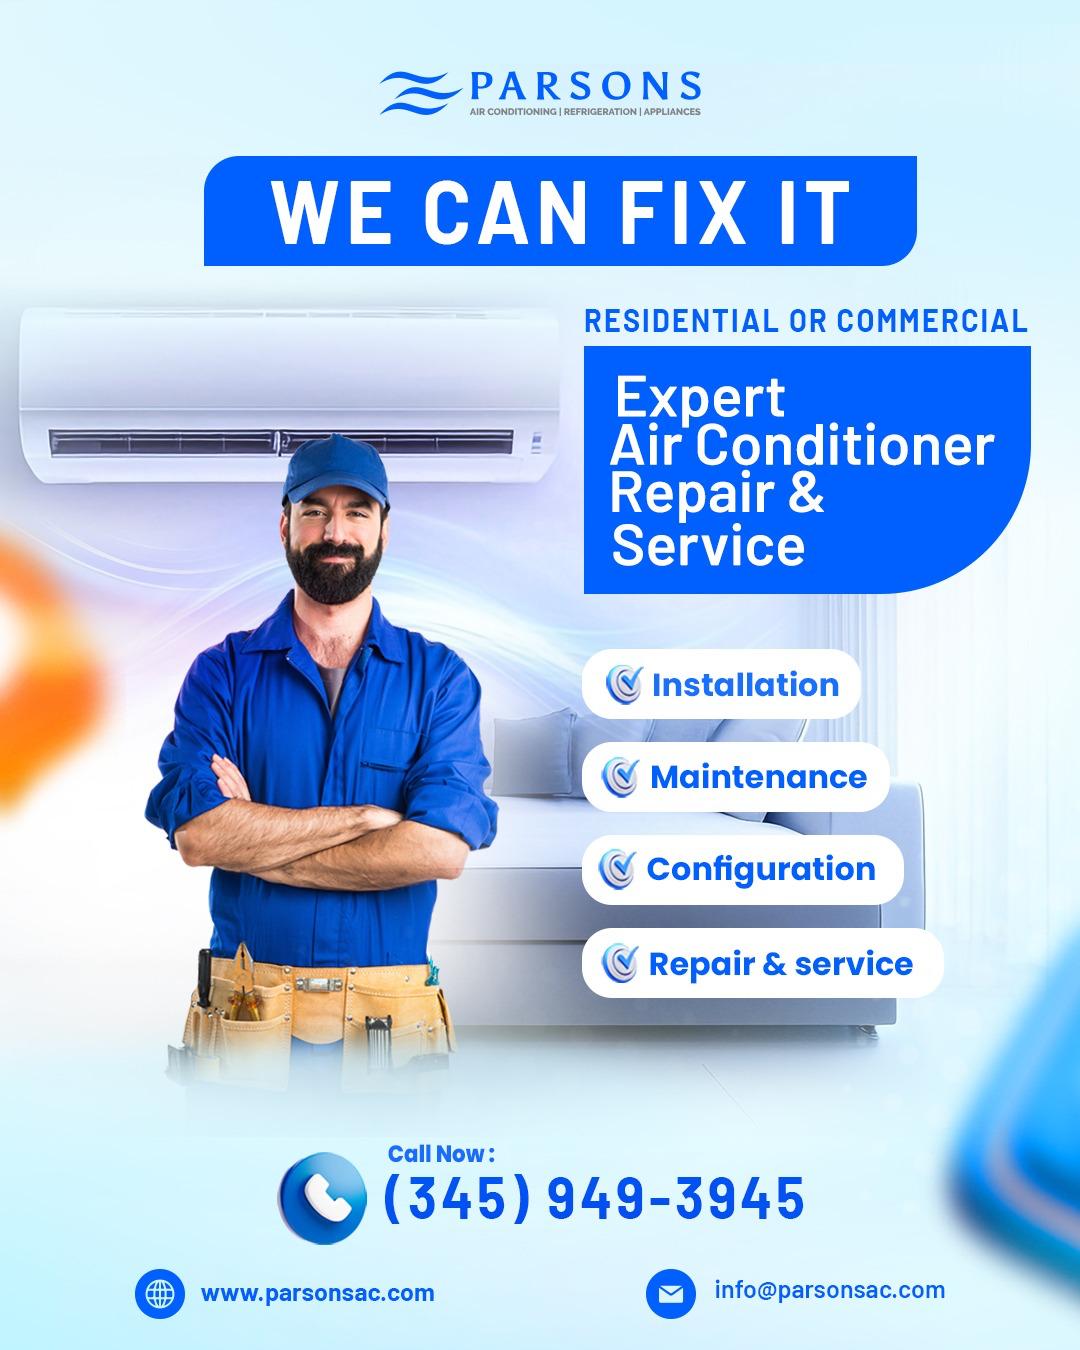 PARSONS
AIR CONDITIONING | REFRIGERATION | APPLIANCES
WE CAN FIX IT
RESIDENTIAL OR COMMERCIAL
Expert
Air Conditioner
Repair &
Service
Installation
Maintenance
Configuration
Repair & service
Call Now :
(345) 949-3945
www.parsonsac.com
info@parsonsac.com